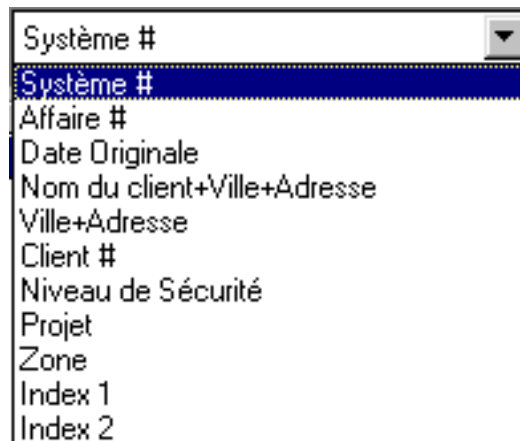 Système #
Système #
Affaire #
Date Originale
Nom du client+Ville+Adresse
Ville+Adresse
Client #
Niveau de Sécurité
Projet
Zone
Index 1
Index 2